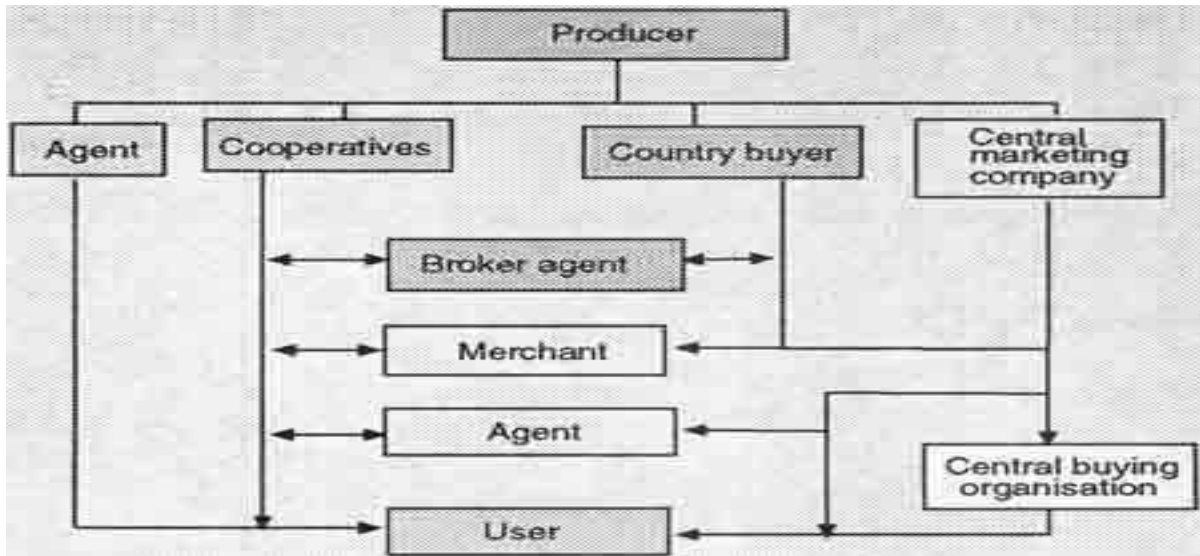 Producer
Agent
Cooperatives
Country buyer
Central
marketing
company
Broker agent
Merchant
Agent
Central buying
organisation
User